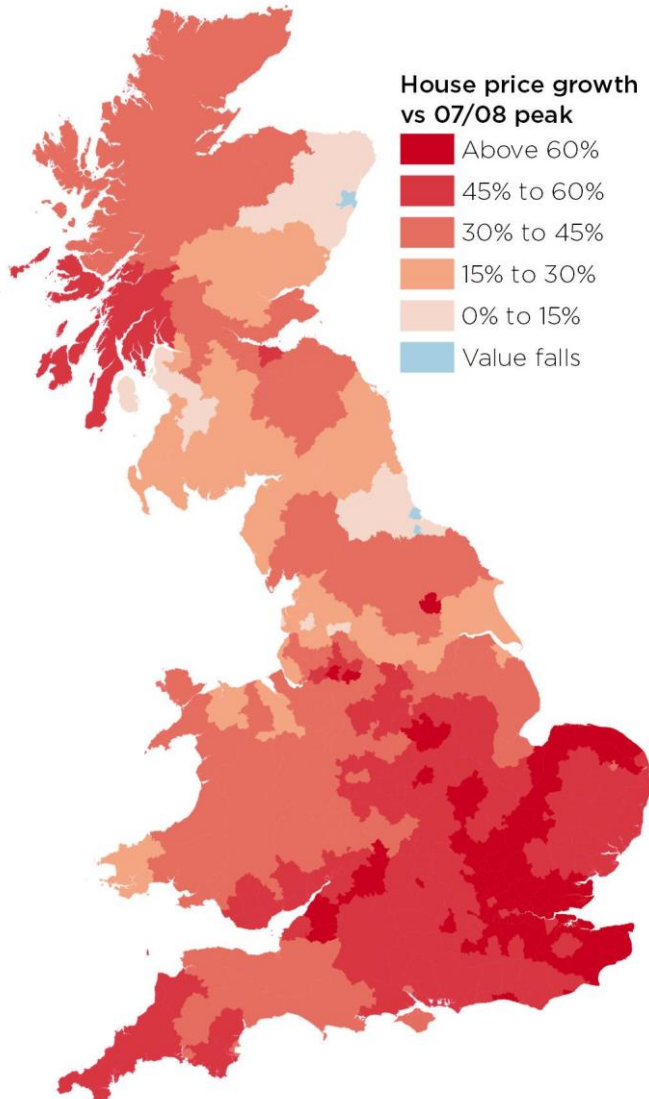 House price growth
vs 07/08 peak
Above 60%
45% to 60%
30% to 45%
15% to 30%
0% to 15%
Value falls